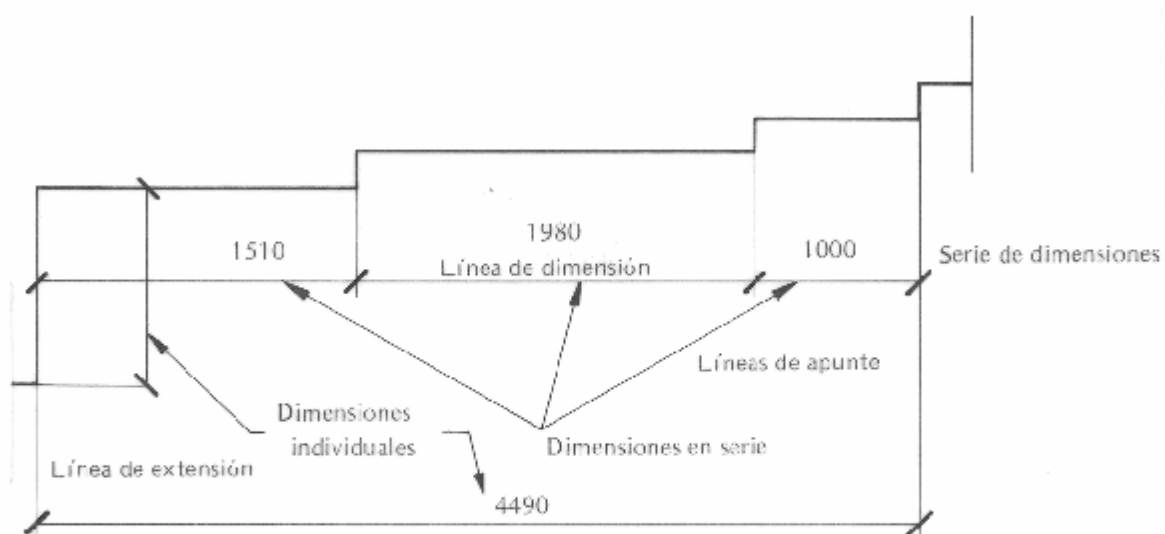 1510
1980
1000
Línea de dimensión
Serie de dimensiones
Líneas de apunte
Dimensiones
individuales
Dimensiones en serie
Línea de extensión
4490